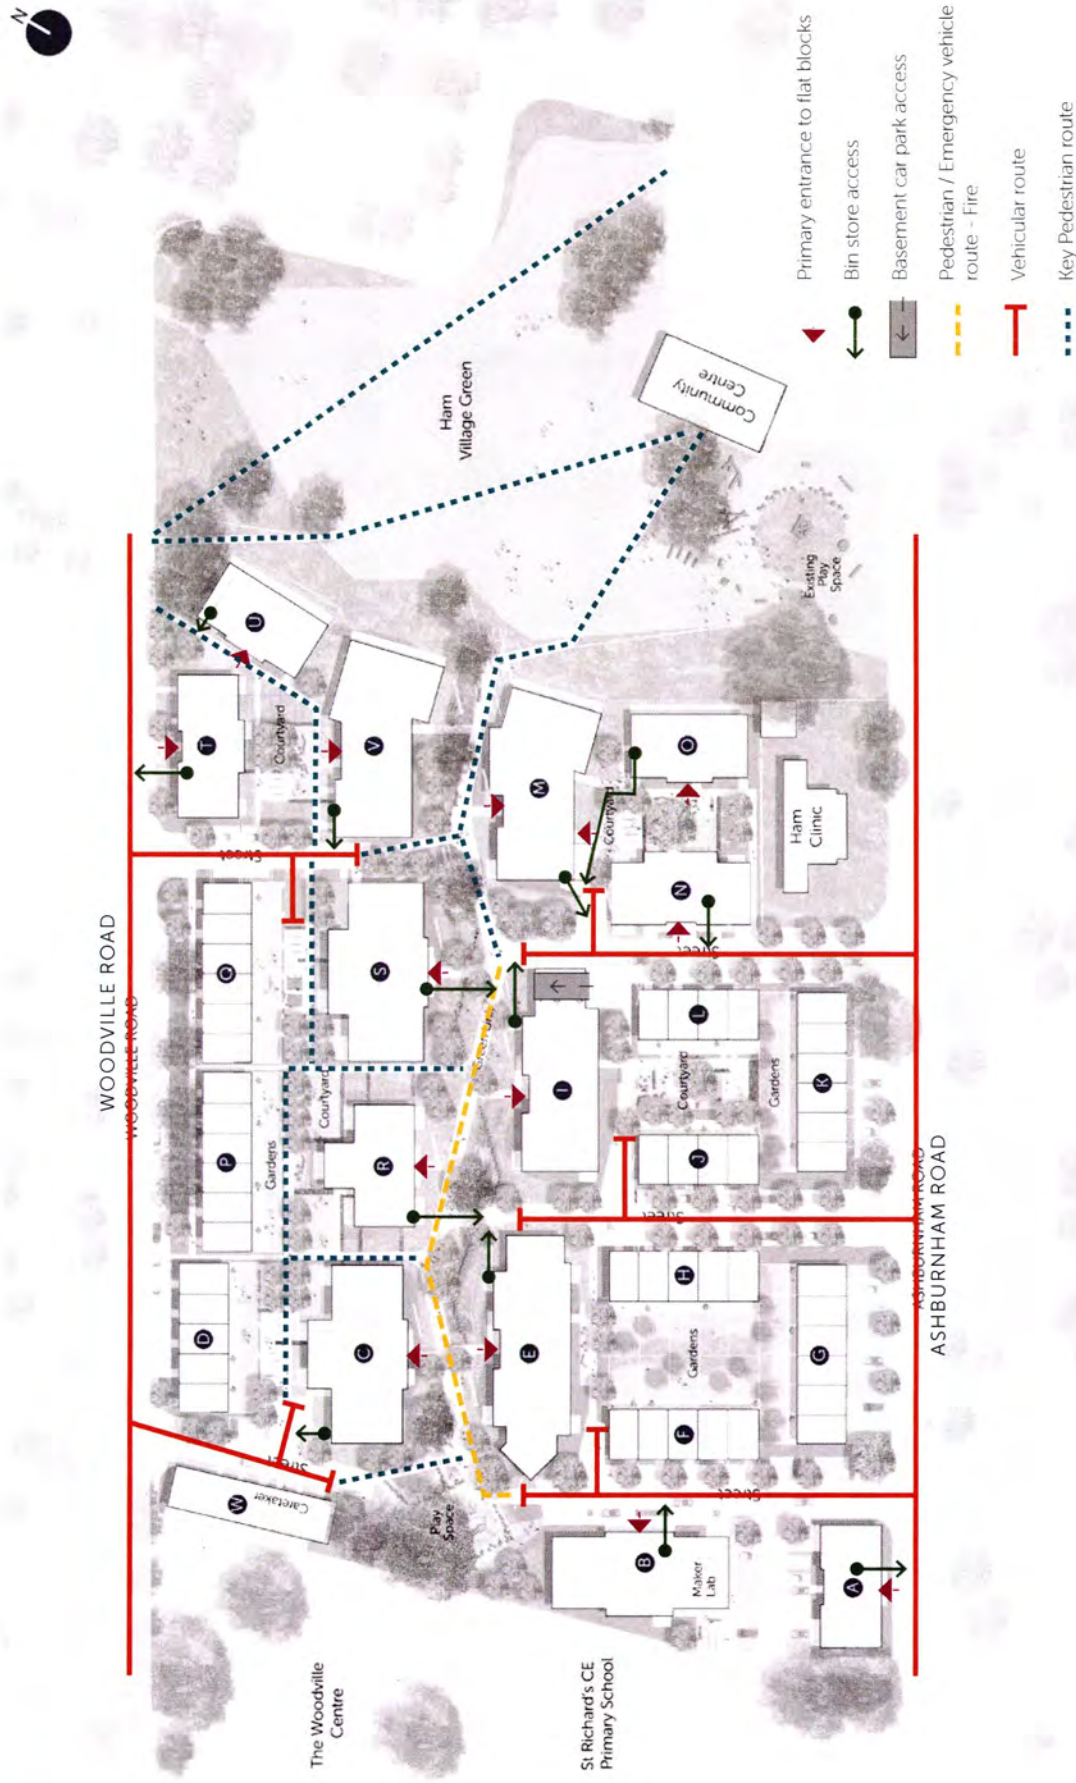 N
WOODVILLE ROAD
WOODVILLE ROAD
Ham
Village Green
Community
Centre
Existing
Play
Space
Ham
Clinic
Courtyard
Courtyard
Courtyard
Courtyard
Gardens
Gardens
Gardens
Street
Street
Street
Street
Street
Play
Space
Caretaker
Maker
Lab
A
B
C
D
E
F
G
H
I
J
K
L
M
N
O
P
Q
R
S
T
U
V
W
The Woodville
Centre
St Richard's CE
Primary School
ASHBURNHAM ROAD
ASHBURNHAM ROAD
Primary entrance to flat blocks
Bin store access
Basement car park access
Pedestrian / Emergency vehicle
route - Fire
Vehicular route
Key Pedestrian route